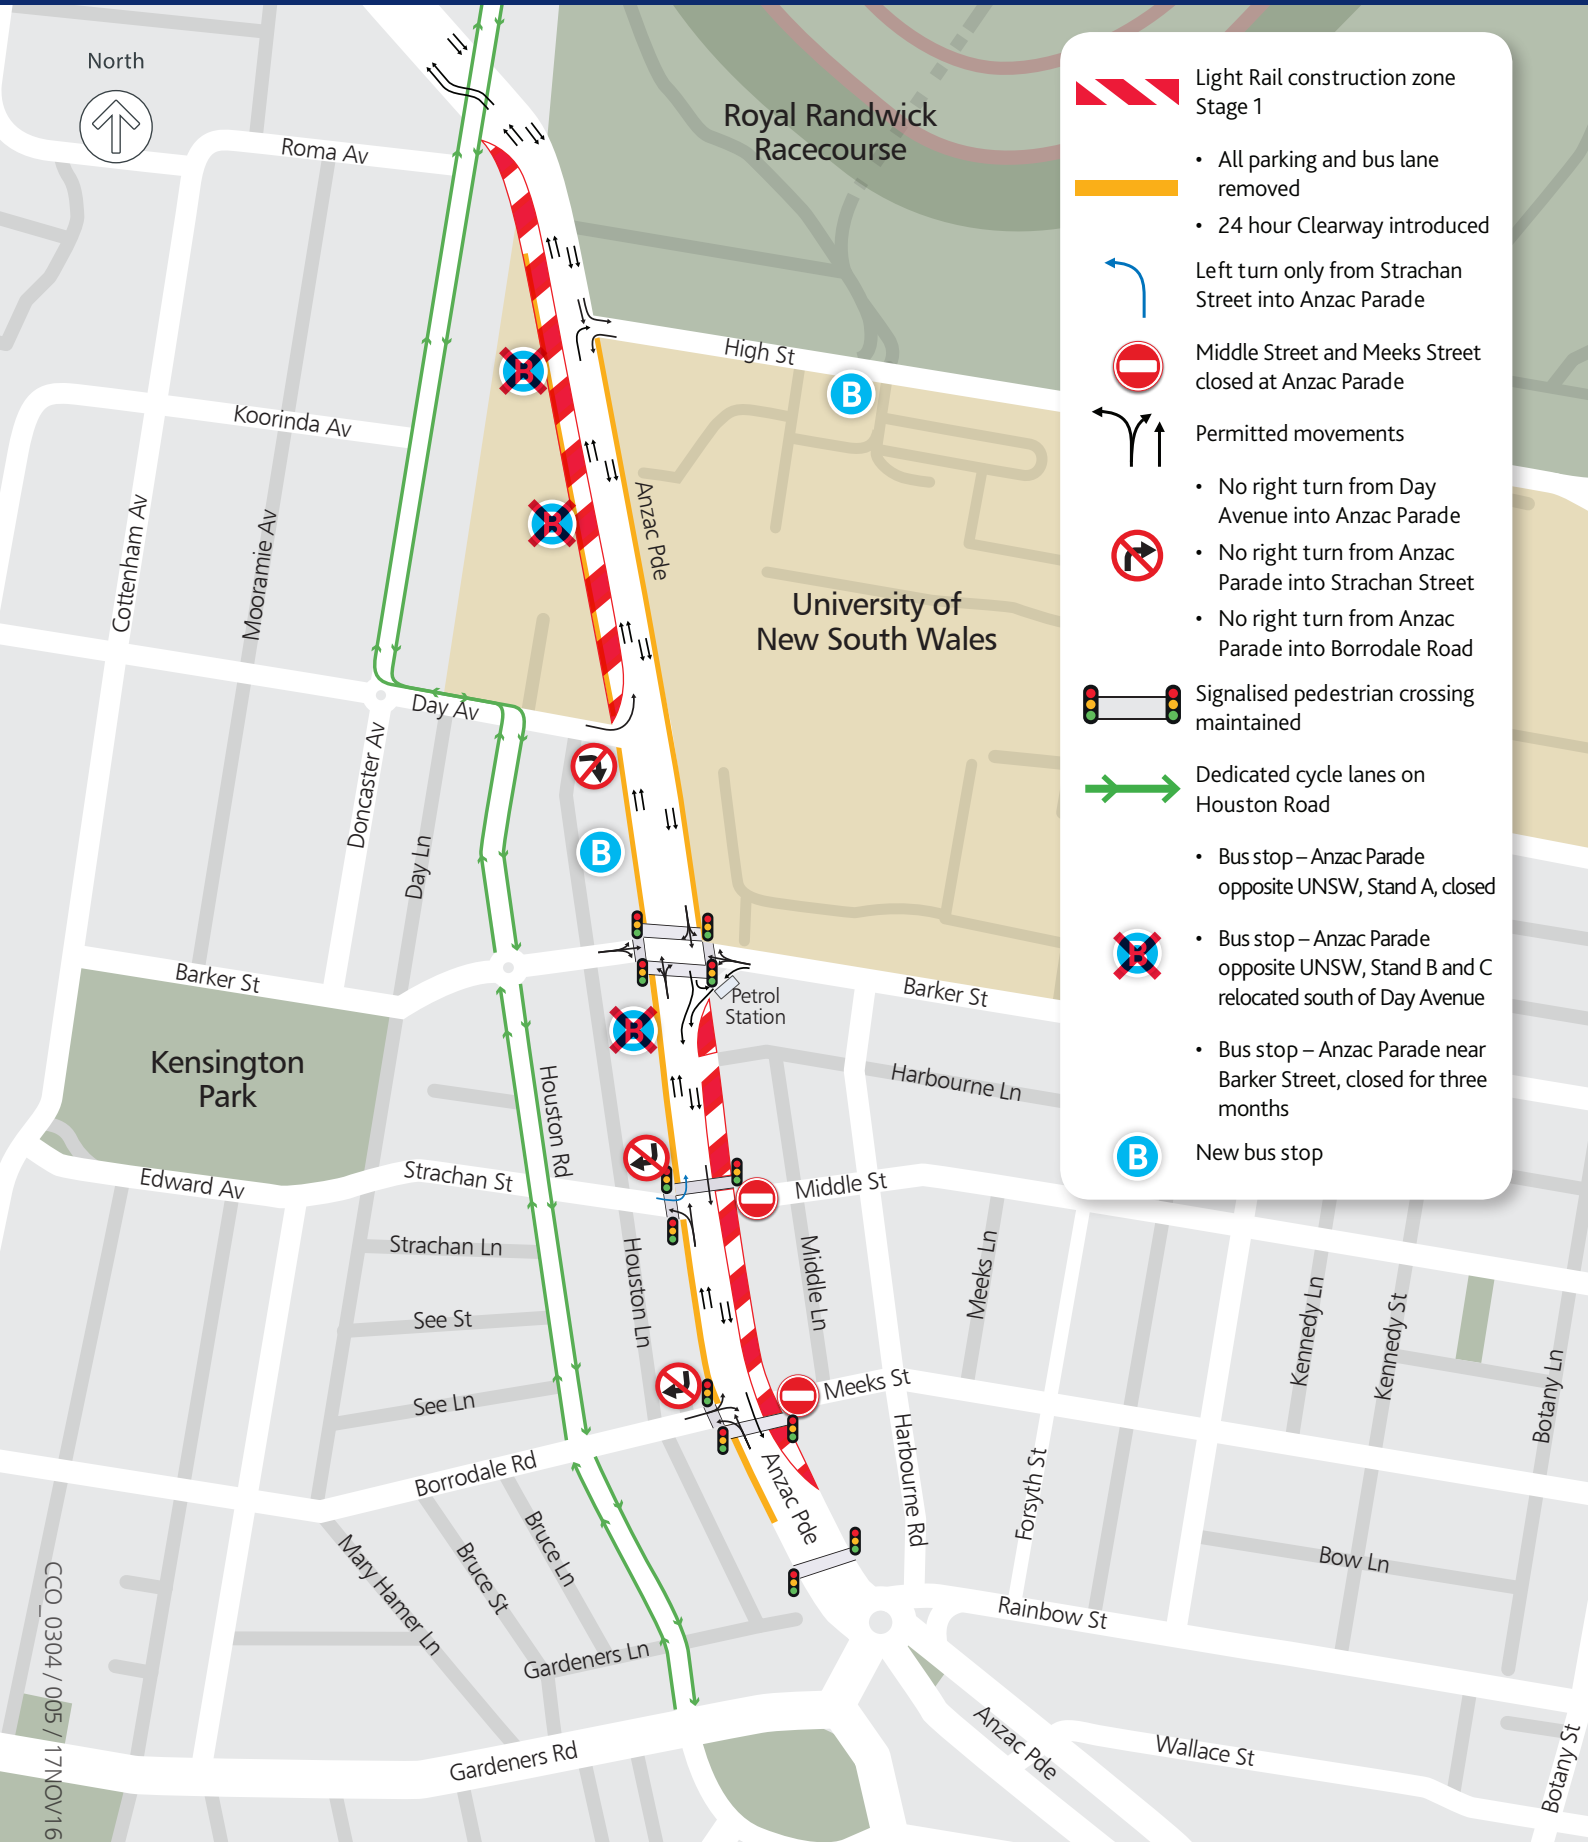 North
Roma Av
Royal Randwick
Racecourse
High St
B
B
Koorinda Av
B
Cottenham Av
Mooramie Av
Anzac Pde
University of
New South Wales
Day Av
Doncaster Av
Day Ln
B
Barker St
Petrol
Station
Barker St
Kensington
Park
B
Houston Rd
Harbourne Ln
Edward Av
Strachan St
Middle St
Strachan Ln
Houston Ln
Middle Ln
Meeks Ln
See St
Kennedy Ln
Kennedy St
Botany Ln
See Ln
Meeks St
Harbourne Rd
Forsyth St
Borrodale Rd
Anzac Pde
Mary Hamer Ln
Bruce St
Bruce Ln
Bow Ln
Rainbow St
Gardeners Ln
Gardeners Rd
Anzac Pde
Wallace St
Botany St
CCO_0304 / 005 / 17NOV16
Light Rail construction zone
Stage 1
• All parking and bus lane
removed
• 24 hour Clearway introduced
Left turn only from Strachan
Street into Anzac Parade
Middle Street and Meeks Street
closed at Anzac Parade
Permitted movements
• No right turn from Day
Avenue into Anzac Parade
• No right turn from Anzac
Parade into Strachan Street
• No right turn from Anzac
Parade into Borrodale Road
Signalised pedestrian crossing
maintained
Dedicated cycle lanes on
Houston Road
• Bus stop – Anzac Parade
opposite UNSW, Stand A, closed
B
• Bus stop – Anzac Parade
opposite UNSW, Stand B and C
relocated south of Day Avenue
• Bus stop – Anzac Parade near
Barker Street, closed for three
months
B
New bus stop